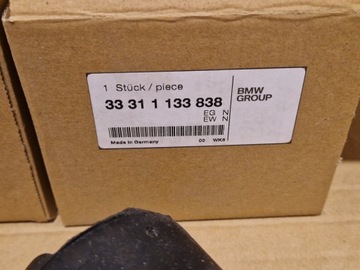 1 Stück / piece
33 31 1 133 838
EG N
EW N
Made in Germany 00 WK6
BMW
GROUP